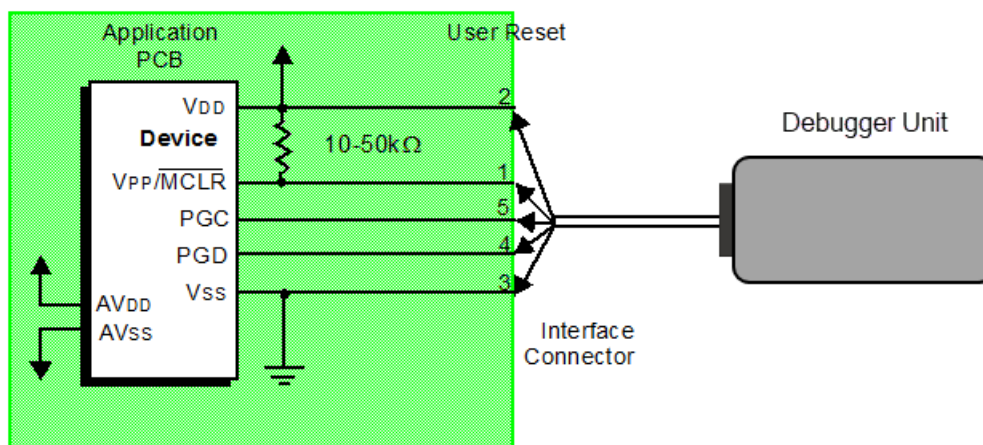 Application
PCB
User Reset
VDD
2
Device
10-50kΩ
Debugger Unit
VPP/MCLR
1
PGC
5
PGD
4
VSS
3
AVDD
AVSS
Interface
Connector